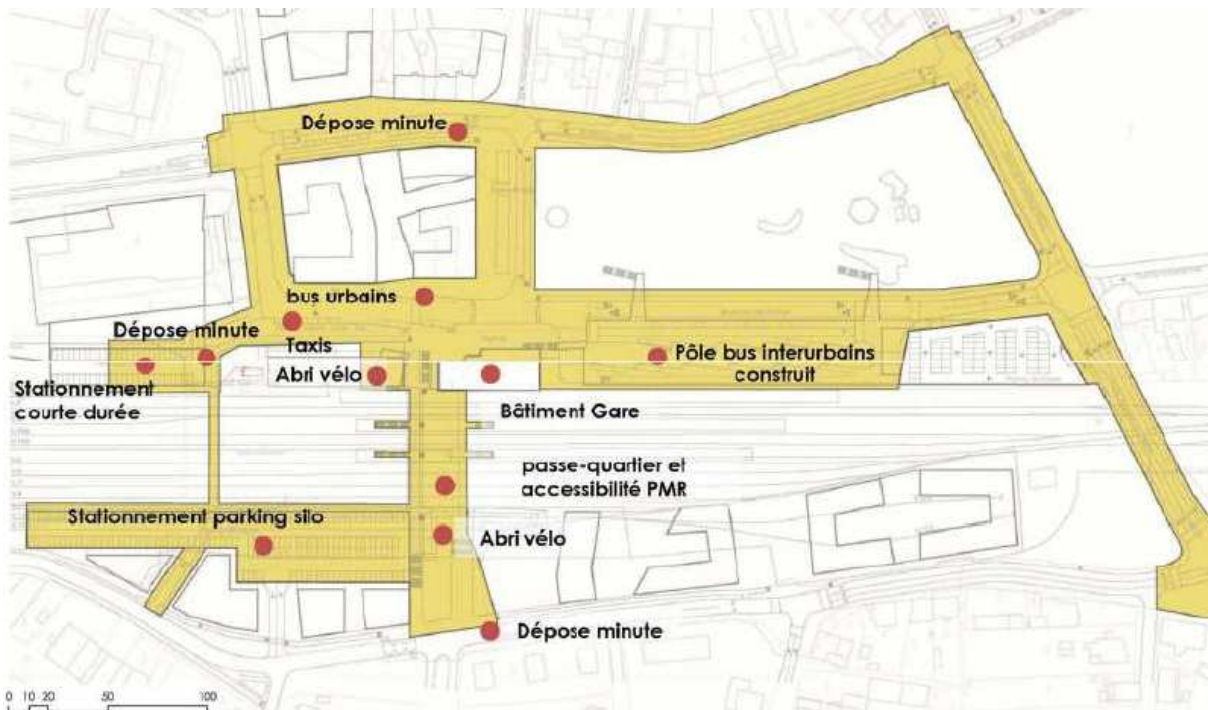 Dépose minute
bus urbains
Dépose minute
Taxis
Abri vélo
Pôle bus interurbains
construit
Stationnement
courte durée
Bâtiment Gare
passe-quartier et
accessibilité PMR
Stationnement parking silo
Abri vélo
Dépose minute
0 10 20 50 100